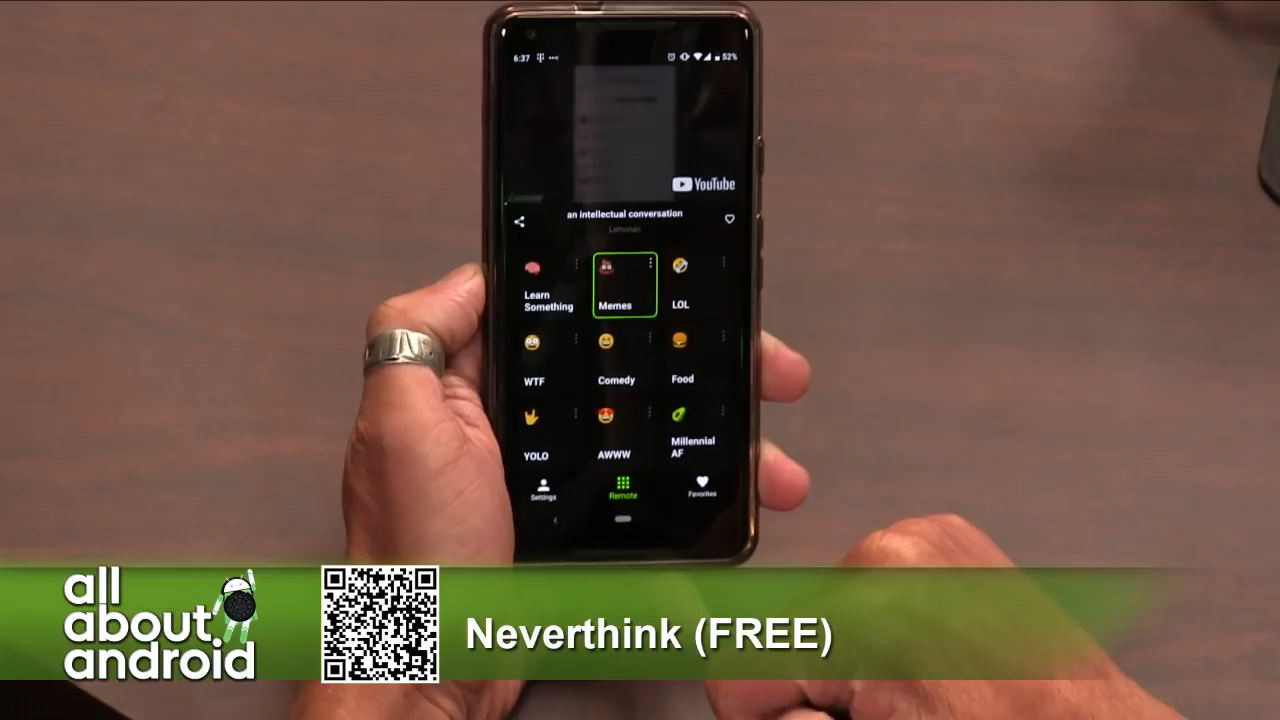 6:37
52%
YouTube
an intellectual conversation
Lamonan
Learn
Something
Memes
LOL
WTF
Comedy
Food
YOLO
AWWW
Millennial
AF
Settings
Remote
Favorites
all
about
android
Neverthink (FREE)